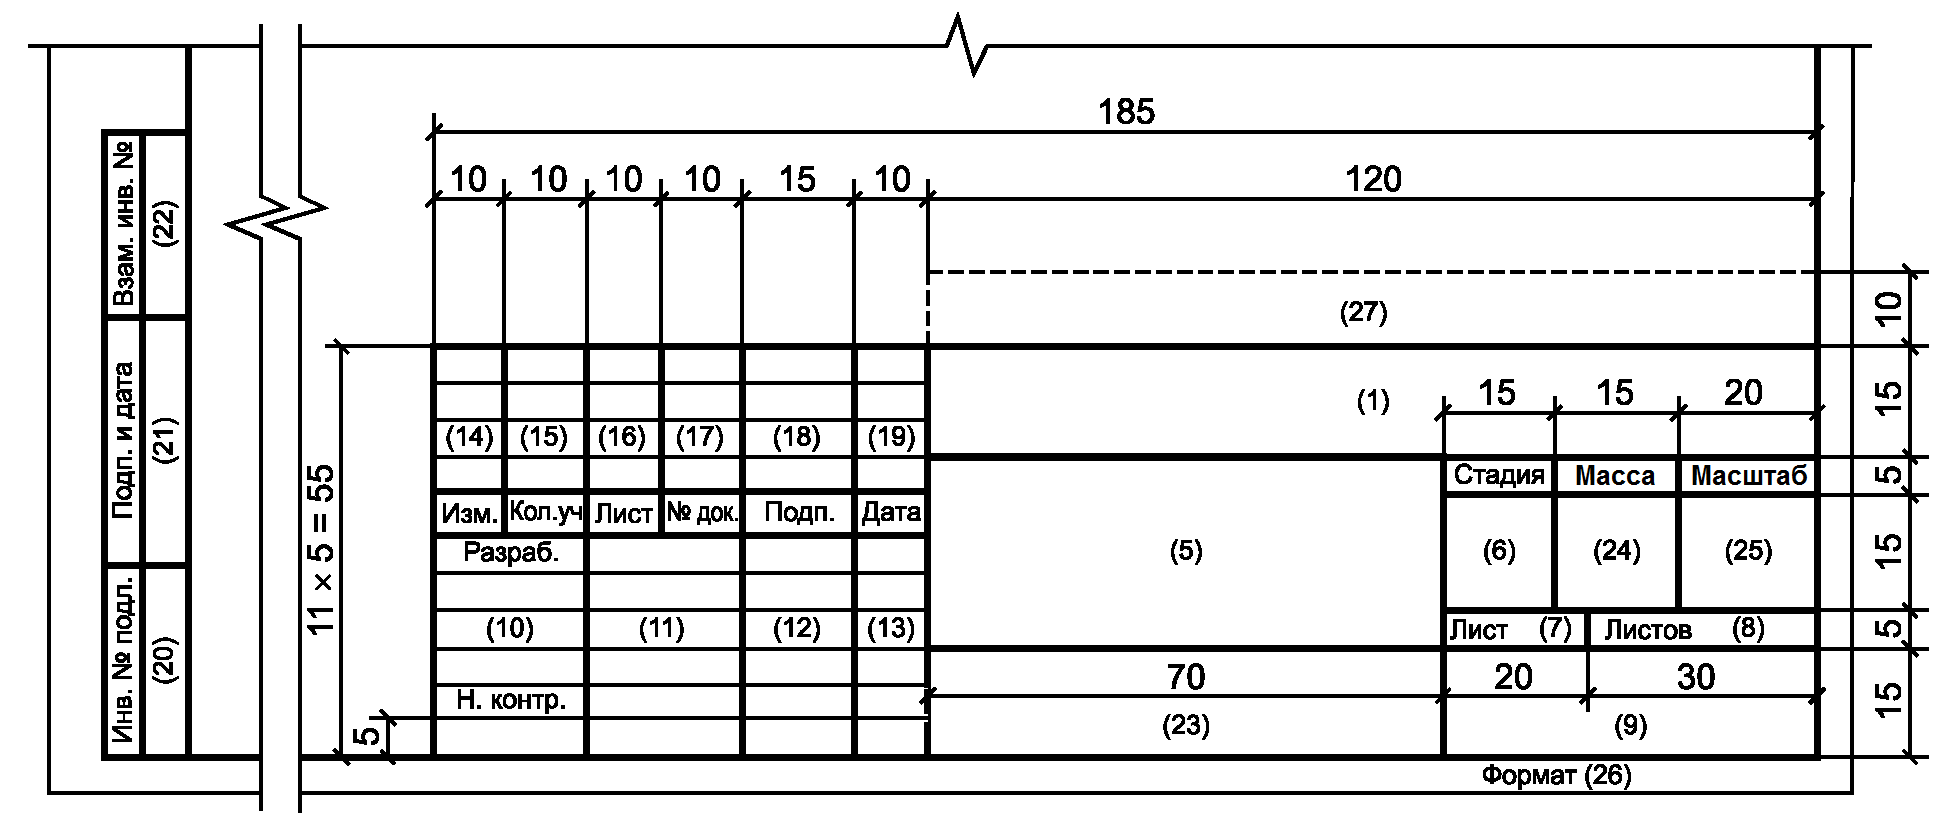 185
10 10 10 10 15 10 120
(27)
10
(1)
15 15 20
15
(14) (15) (16) (17) (18) (19)
Стадия Масса Масштаб
5
Изм. Кол.уч Лист № док. Подп. Дата
Разраб.
(5)
(6) (24) (25)
15
(10) (11) (12) (13)
Лист (7) Листов (8)
5
70 20 30
Н. контр.
(23) (9)
15
5
11 × 5 = 55
Формат (26)
Взам. инв. №
(22)
Подп. и дата
(21)
Инв. № подл.
(20)